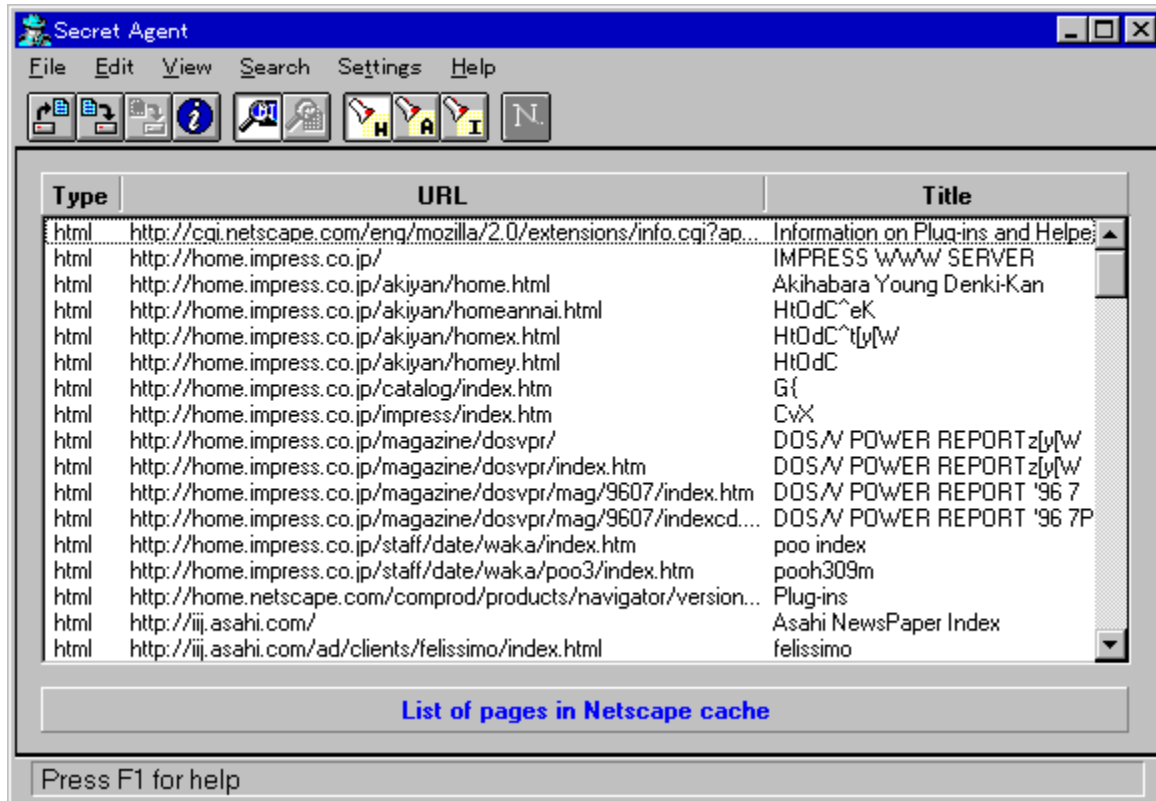 Secret Agent
File Edit View Search Settings Help
H A I N
Type URL Title
html http://cgi.netscape.com/eng/mozilla/2.0/extensions/info.cgi?ap... Information on Plug-ins and Helpe
html http://home.impress.co.jp/ IMPRESS WWW SERVER
html http://home.impress.co.jp/akiyan/home.html Akihabara Young Denki-Kan
html http://home.impress.co.jp/akiyan/homeannai.html HtOdC^eK
html http://home.impress.co.jp/akiyan/homex.html HtOdC^t[y[W
html http://home.impress.co.jp/akiyan/homey.html HtOdC
html http://home.impress.co.jp/catalog/index.htm G{
html http://home.impress.co.jp/impress/index.htm CvX
html http://home.impress.co.jp/magazine/dosvpr/ DOS/V POWER REPORTz[y[W
html http://home.impress.co.jp/magazine/dosvpr/index.htm DOS/V POWER REPORTz[y[W
html http://home.impress.co.jp/magazine/dosvpr/mag/9607/index.htm DOS/V POWER REPORT '96 7
html http://home.impress.co.jp/magazine/dosvpr/mag/9607/indexcd.... DOS/V POWER REPORT '96 7P
html http://home.impress.co.jp/staff/date/waka/index.htm poo index
html http://home.impress.co.jp/staff/date/waka/poo3/index.htm pooh309m
html http://home.netscape.com/comprod/products/navigator/version... Plug-ins
html http://iij.asahi.com/ Asahi NewsPaper Index
html http://iij.asahi.com/ad/clients/felissimo/index.html felissimo
List of pages in Netscape cache
Press F1 for help